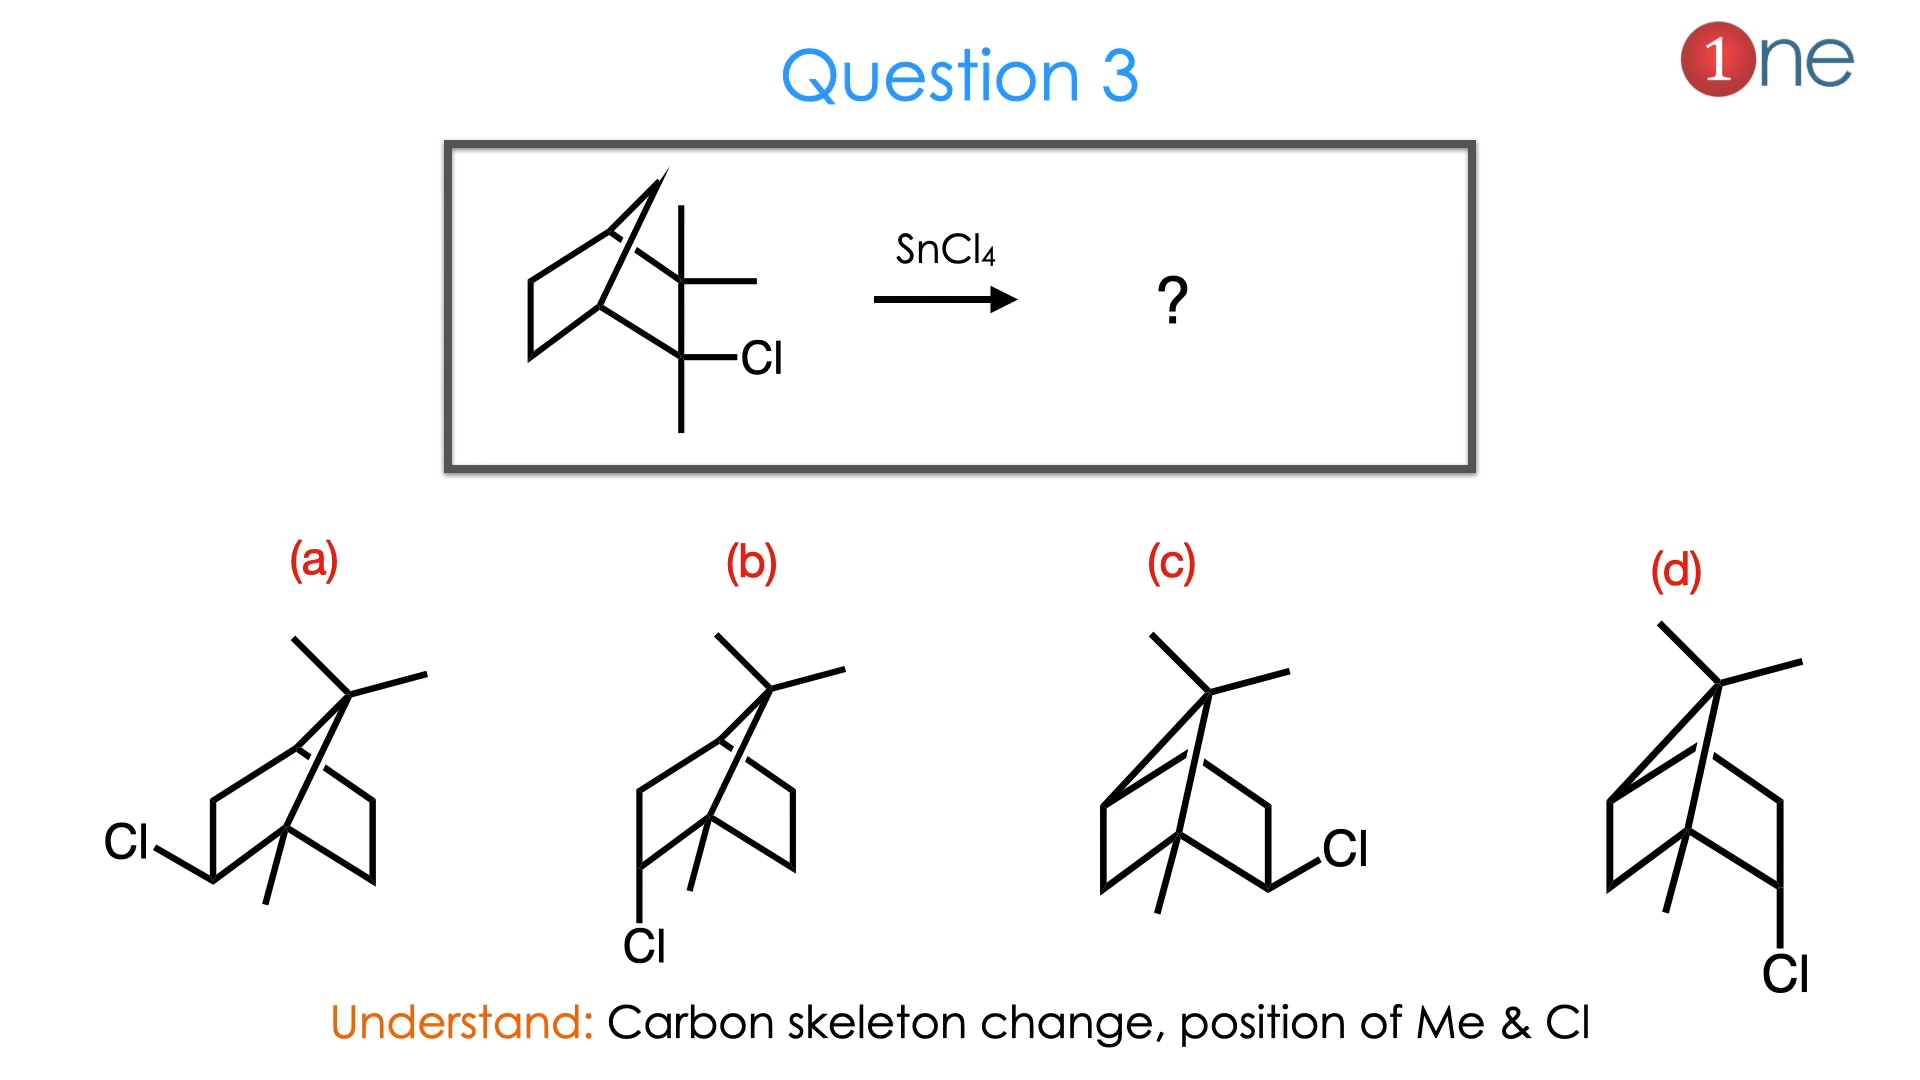 Question 3
1ne
SnCl₄
?
Cl
(a)
(b)
(c)
(d)
Cl
Cl
Cl
Cl
Understand: Carbon skeleton change, position of Me & Cl